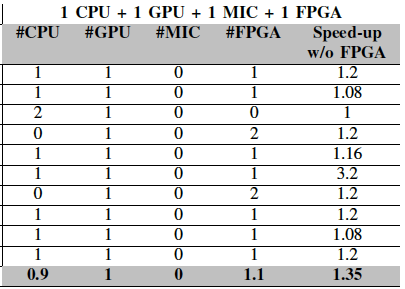 1 CPU + 1 GPU + 1 MIC + 1 FPGA
#CPU #GPU #MIC #FPGA Speed-up
w/o FPGA
1 1 0 1 1.2
1 1 0 1 1.08
2 1 0 0 1
0 1 0 2 1.2
1 1 0 1 1.16
1 1 0 1 3.2
0 1 0 2 1.2
1 1 0 1 1.2
1 1 0 1 1.08
1 1 0 1 1.2
0.9 1 0 1.1 1.35